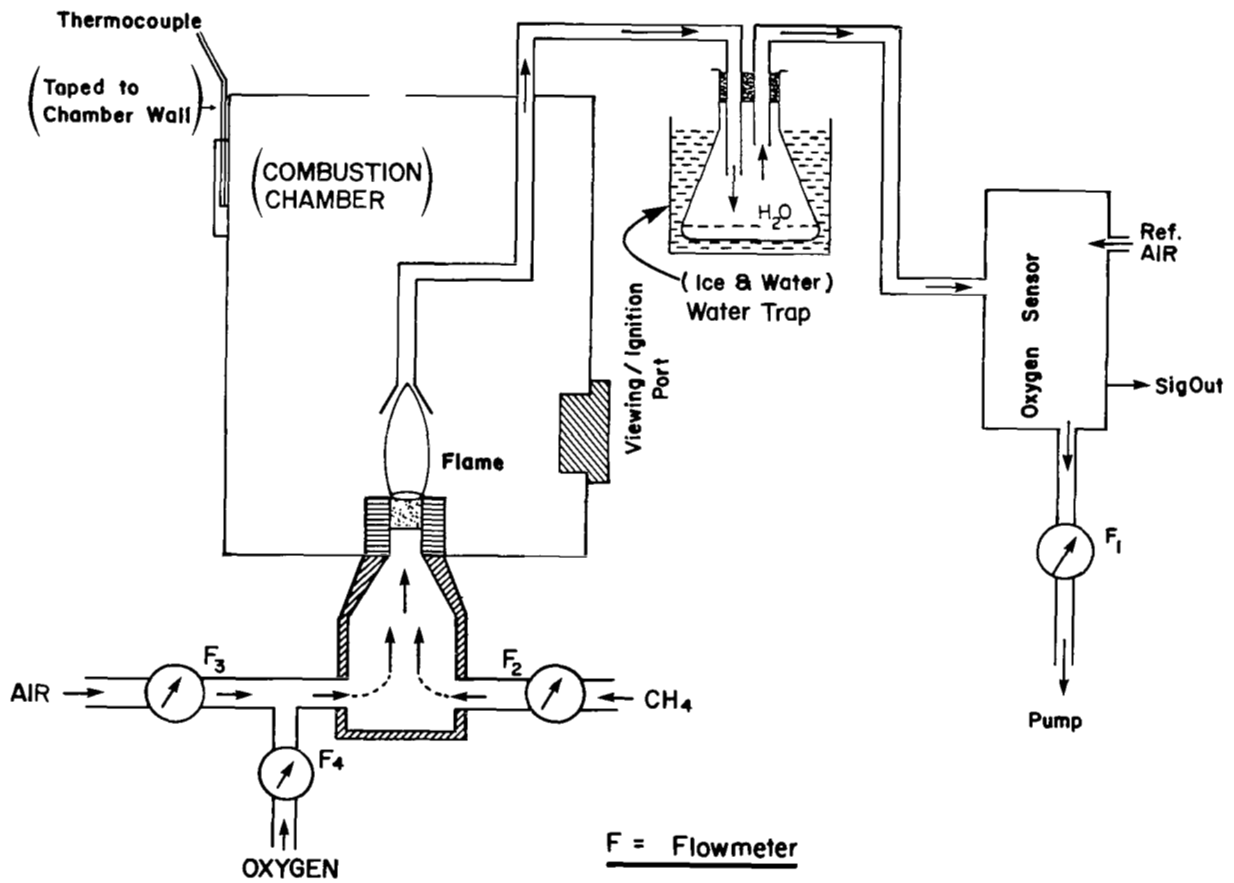 Thermocouple
(Taped to
Chamber Wall)
(COMBUSTION
CHAMBER)
H2O
(Ice & Water)
Water Trap
Ref.
AIR
Oxygen Sensor
SigOut
Viewing/Ignition
Port
Flame
F1
Pump
F3
F2
AIR
CH4
F4
OXYGEN
F = Flowmeter